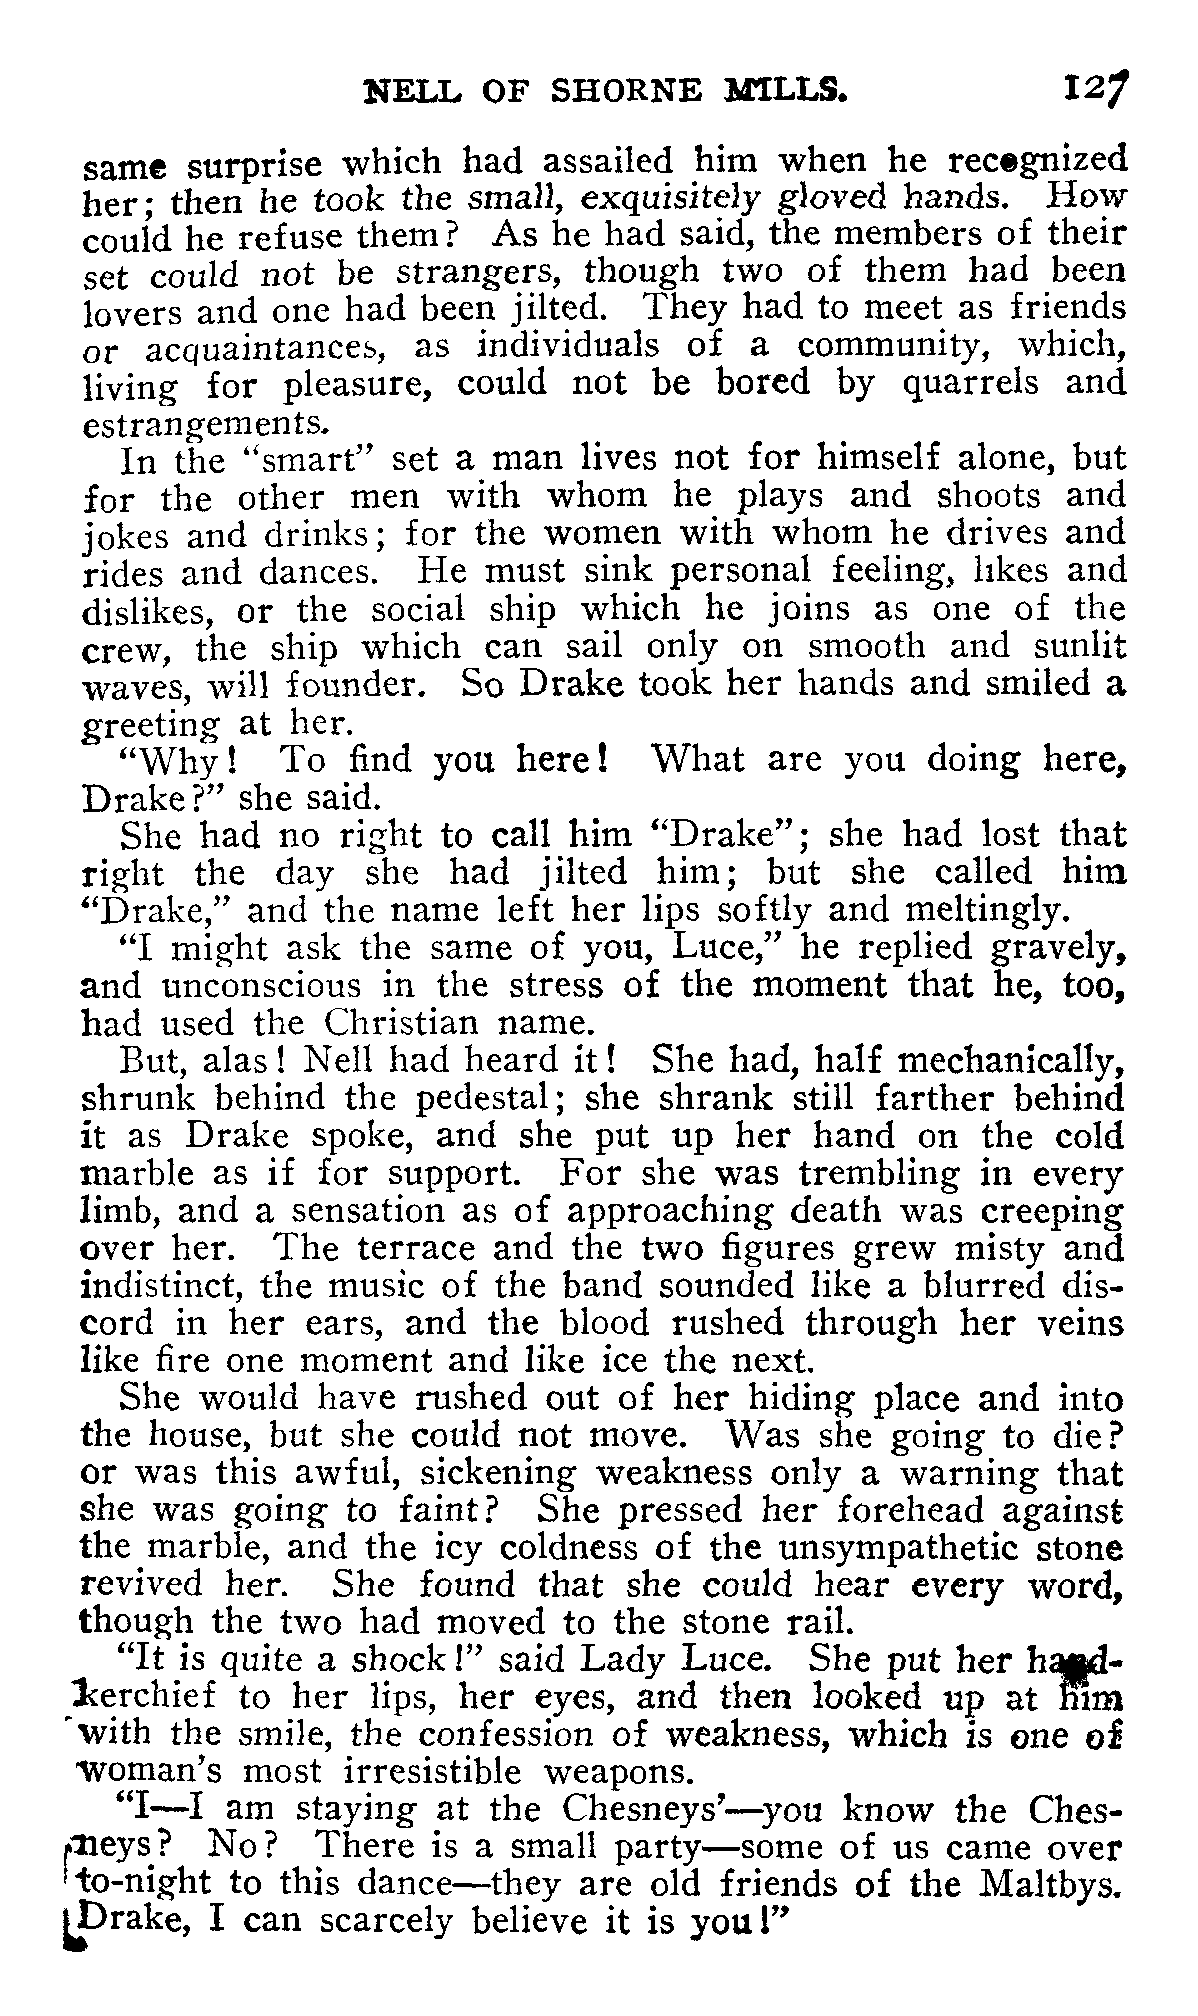 NELL OF SHORNE MILLS. 127
same surprise which had assailed him when he recognized
her; then he took the small, exquisitely gloved hands. How
could he refuse them? As he had said, the members of their
set could not be strangers, though two of them had been
lovers and one had been jilted. They had to meet as friends
or acquaintances, as individuals of a community, which,
living for pleasure, could not be bored by quarrels and
estrangements.
In the "smart" set a man lives not for himself alone, but
for the other men with whom he plays and shoots and
jokes and drinks; for the women with whom he drives and
rides and dances. He must sink personal feeling, likes and
dislikes, or the social ship which he joins as one of the
crew, the ship which can sail only on smooth and sunlit
waves, will founder. So Drake took her hands and smiled a
greeting at her.
"Why! To find you here! What are you doing here,
Drake?" she said.
She had no right to call him "Drake"; she had lost that
right the day she had jilted him; but she called him
"Drake," and the name left her lips softly and meltingly.
"I might ask the same of you, Luce," he replied gravely,
and unconscious in the stress of the moment that he, too,
had used the Christian name.
But, alas! Nell had heard it! She had, half mechanically,
shrunk behind the pedestal; she shrank still farther behind
it as Drake spoke, and she put up her hand on the cold
marble as if for support. For she was trembling in every
limb, and a sensation as of approaching death was creeping
over her. The terrace and the two figures grew misty and
indistinct, the music of the band sounded like a blurred dis-
cord in her ears, and the blood rushed through her veins
like fire one moment and like ice the next.
She would have rushed out of her hiding place and into
the house, but she could not move. Was she going to die?
or was this awful, sickening weakness only a warning that
she was going to faint? She pressed her forehead against
the marble, and the icy coldness of the unsympathetic stone
revived her. She found that she could hear every word,
though the two had moved to the stone rail.
"It is quite a shock!" said Lady Luce. She put her hand-
kerchief to her lips, her eyes, and then looked up at him
with the smile, the confession of weakness, which is one of
woman's most irresistible weapons.
"I—I am staying at the Chesneys'—you know the Ches-
neys? No? There is a small party—some of us came over
to-night to this dance—they are old friends of the Maltbys.
Drake, I can scarcely believe it is you!"